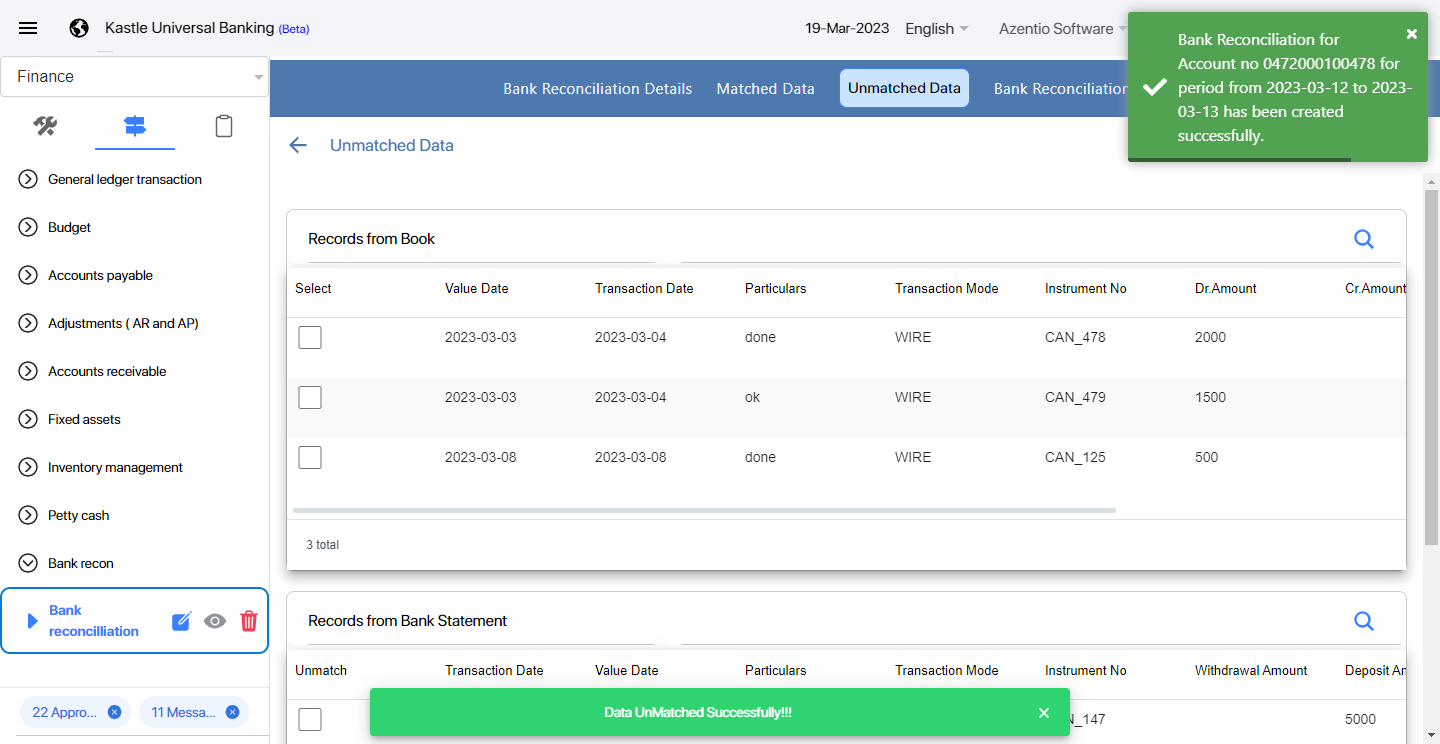 Kastle Universal Banking (Beta)
19-Mar-2023
English
Azentio Software
Bank Reconciliation for
Account no 0472000100478 for
period from 2023-03-12 to 2023-
03-13 has been created
successfully.
Finance
Bank Reconciliation Details
Matched Data
Unmatched Data
Bank Reconciliation
Unmatched Data
General ledger transaction
Budget
Accounts payable
Adjustments ( AR and AP)
Accounts receivable
Fixed assets
Inventory management
Petty cash
Bank recon
Bank
reconcilliation
22 Appro...
11 Messa...
Records from Book
Select Value Date Transaction Date Particulars Transaction Mode Instrument No Dr.Amount Cr.Amount
2023-03-03 2023-03-04 done WIRE CAN_478 2000
2023-03-03 2023-03-04 ok WIRE CAN_479 1500
2023-03-08 2023-03-08 done WIRE CAN_125 500
3 total
Records from Bank Statement
Unmatch Transaction Date Value Date Particulars Transaction Mode Instrument No Withdrawal Amount Deposit
_147 5000
Data UnMatched Successfully!!!